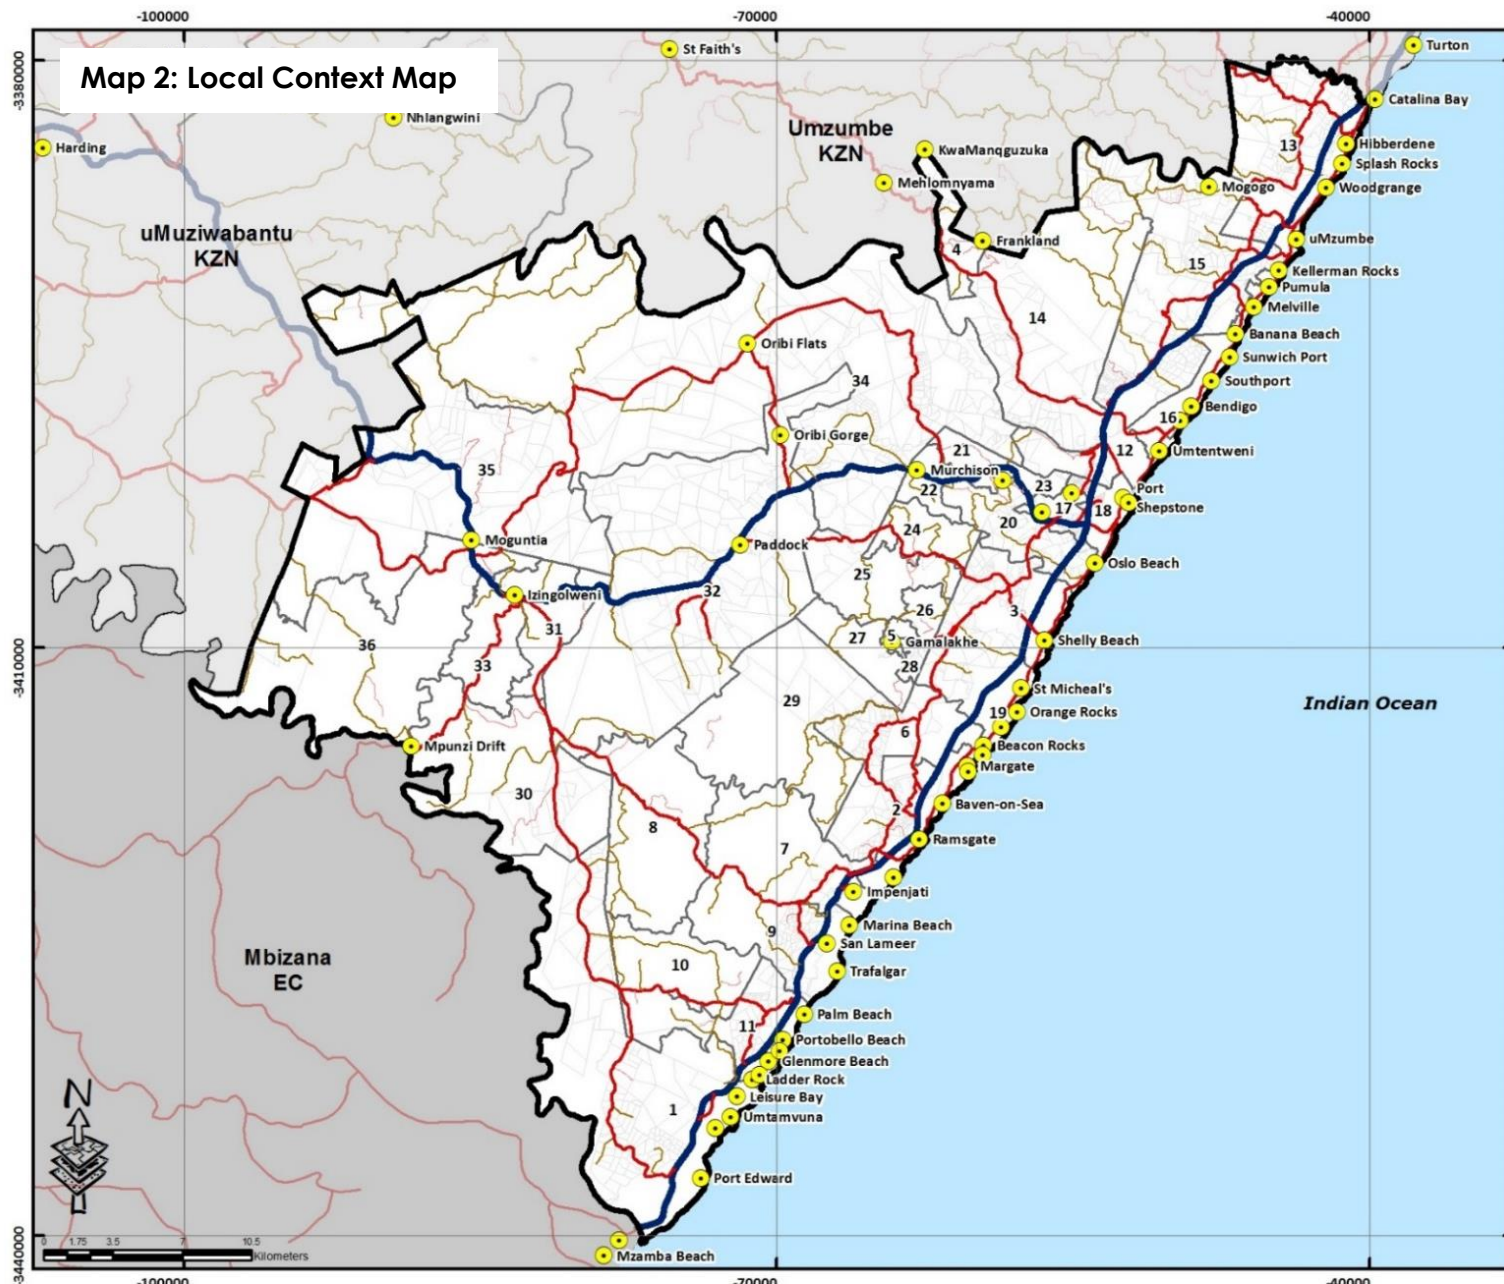 -100000
-70000
-40000
Map 2: Local Context Map
St Faith's
Turton
-3380000
Catalina Bay
Nhlangwini
Umzumbe
KZN
Harding
KwaManqguzuka
13
Hibberdene
Splash Rocks
Mehlomnyama
Mogogo
Woodgrange
uMuziwabantu
KZN
4
Frankland
uMzumbe
15
Kellerman Rocks
Pumula
Melville
14
Banana Beach
Oribi Flats
Sunwich Port
34
Southport
Bendigo
16
Oribi Gorge
12
Umtentweni
21
35
Murchison
22
23
Port
Shepstone
17
18
20
24
Moguntia
Paddock
Oslo Beach
25
Izingolweni
32
26
3
31
27
5
Gamalakhe
Shelly Beach
36
33
28
St Micheal's
29
Indian Ocean
19
Orange Rocks
6
Mpunzi Drift
Beacon Rocks
Margate
30
2
Baven-on-Sea
8
Ramsgate
7
Impenjati
9
Marina Beach
San Lameer
Mbizana
EC
10
Trafalgar
Palm Beach
11
Portobello Beach
Glenmore Beach
Ladder Rock
N
1
Leisure Bay
Umtamvuna
Port Edward
-3410000
-3440000
0 1.75 3.5 7 10.5
Kilometers
Mzamba Beach
-100000
-70000
-40000